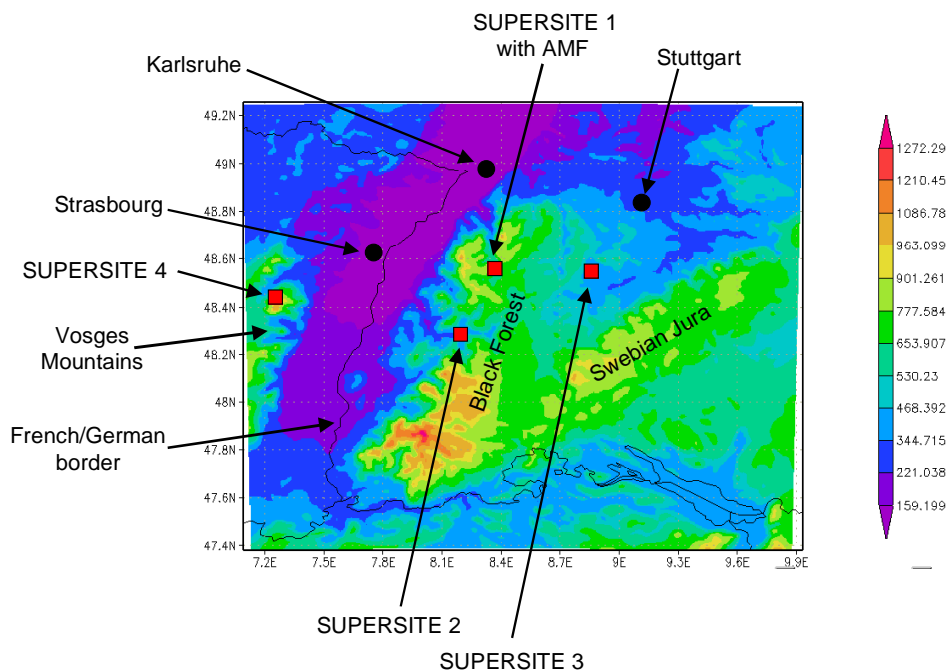 SUPERSITE 1
with AMF
Karlsruhe
Stuttgart
Strasbourg
SUPERSITE 4
Vosges
Mountains
French/German
border
Black Forest
Swebian Jura
SUPERSITE 2
SUPERSITE 3
49.2N
49N
48.8N
48.6N
48.4N
48.2N
48N
47.8N
47.6N
47.4N
7.2E
7.5E
7.8E
8.1E
8.4E
8.7E
9E
9.3E
9.6E
9.9E
1272.29
1210.45
1086.78
963.099
901.261
777.584
653.907
530.23
468.392
344.715
221.038
159.199